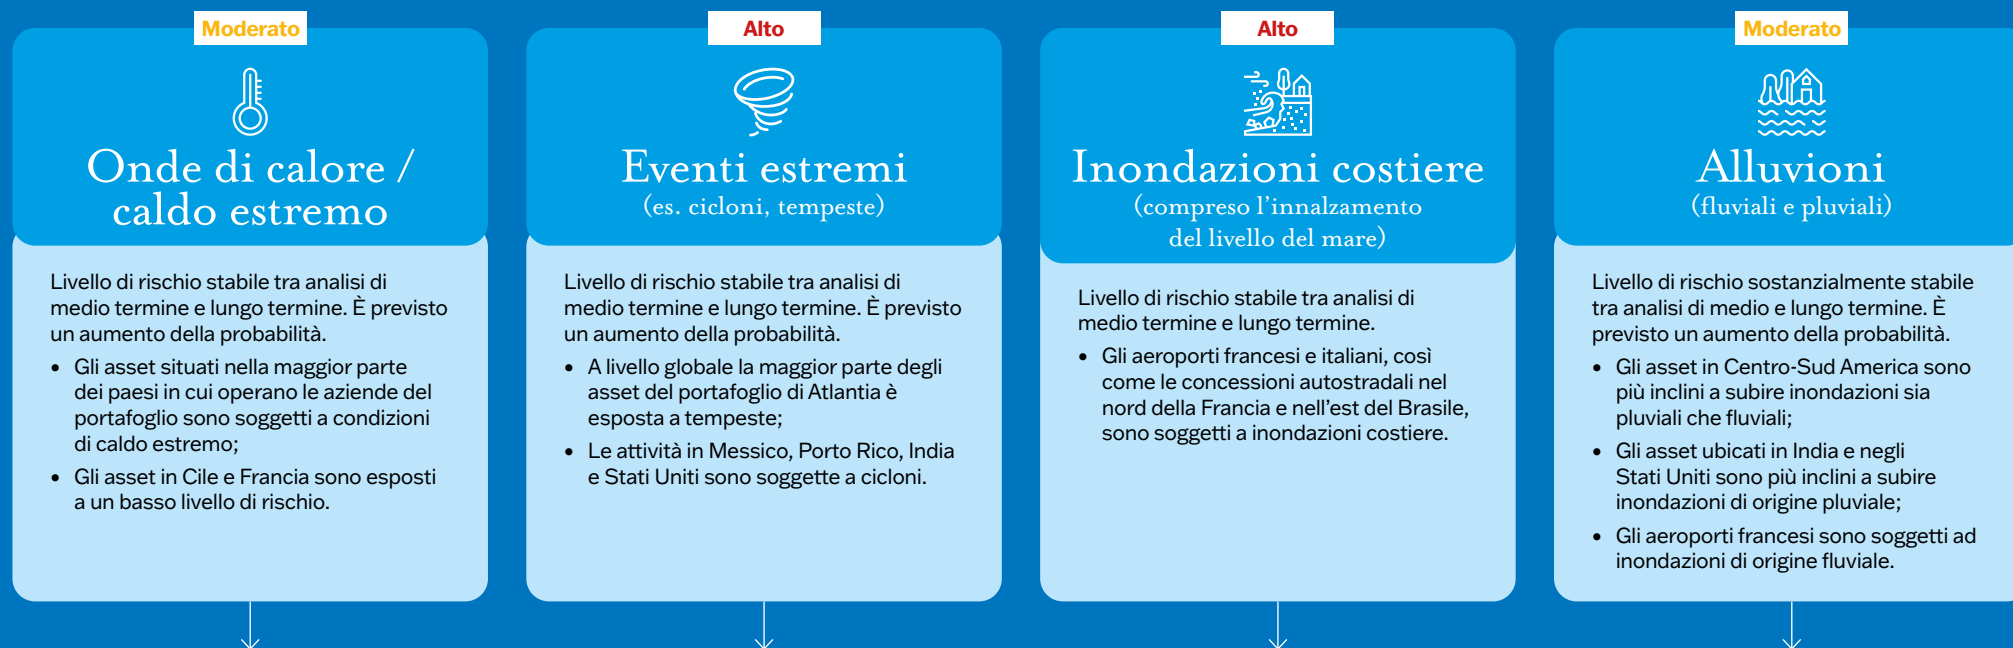 Moderato
Onde di calore /
caldo estremo
Livello di rischio stabile tra analisi di
medio termine e lungo termine. È previsto
un aumento della probabilità.
• Gli asset situati nella maggior parte
dei paesi in cui operano le aziende del
portafoglio sono soggetti a condizioni
di caldo estremo;
• Gli asset in Cile e Francia sono esposti
a un basso livello di rischio.
Alto
Eventi estremi
(es. cicloni, tempeste)
Livello di rischio stabile tra analisi di
medio termine e lungo termine. È previsto
un aumento della probabilità.
• A livello globale la maggior parte degli
asset del portafoglio di Atlantia è
esposta a tempeste;
• Le attività in Messico, Porto Rico, India
e Stati Uniti sono soggette a cicloni.
Alto
Inondazioni costiere
(compreso l’innalzamento
del livello del mare)
Livello di rischio stabile tra analisi di
medio termine e lungo termine.
• Gli aeroporti francesi e italiani, così
come le concessioni autostradali nel
nord della Francia e nell’est del Brasile,
sono soggetti a inondazioni costiere.
Moderato
Alluvioni
(fluviali e pluviali)
Livello di rischio sostanzialmente stabile
tra analisi di medio e lungo termine. È
previsto un aumento della probabilità.
• Gli asset in Centro-Sud America sono
più inclini a subire inondazioni sia
pluviali che fluviali;
• Gli asset ubicati in India e negli
Stati Uniti sono più inclini a subire
inondazioni di origine pluviale;
• Gli aeroporti francesi sono soggetti ad
inondazioni di origine fluviale.